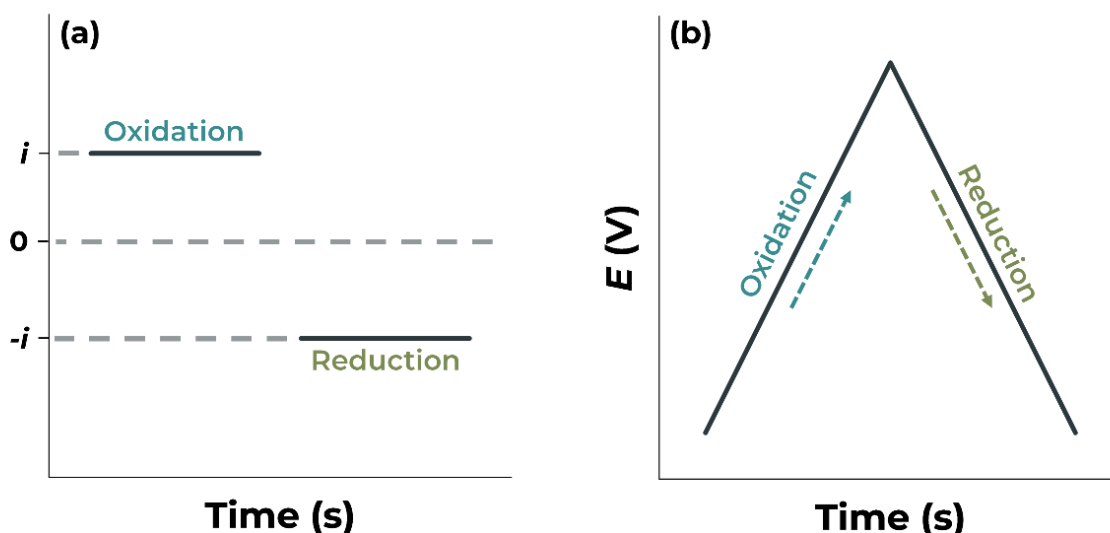 (a)
Oxidation
i
0
-i
Reduction
Time (s)
(b)
E (V)
Oxidation
Reduction
Time (s)